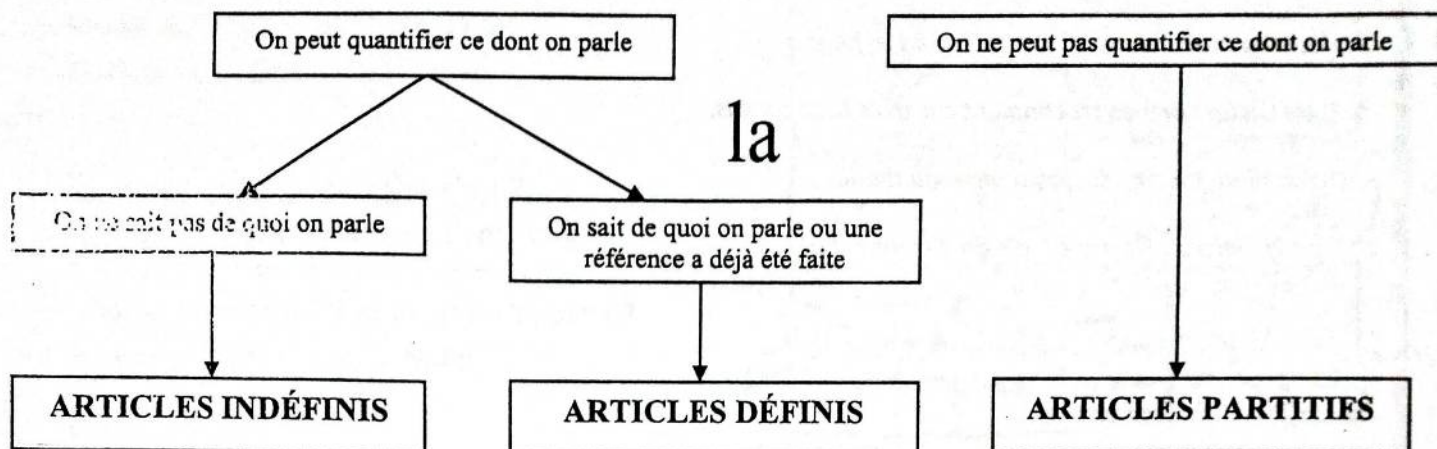 On peut quantifier ce dont on parle
On ne peut pas quantifier ce dont on parle
la
On ne sait pas de quoi on parle
On sait de quoi on parle ou une
référence a déjà été faite
ARTICLES INDÉFINIS
ARTICLES DÉFINIS
ARTICLES PARTITIFS